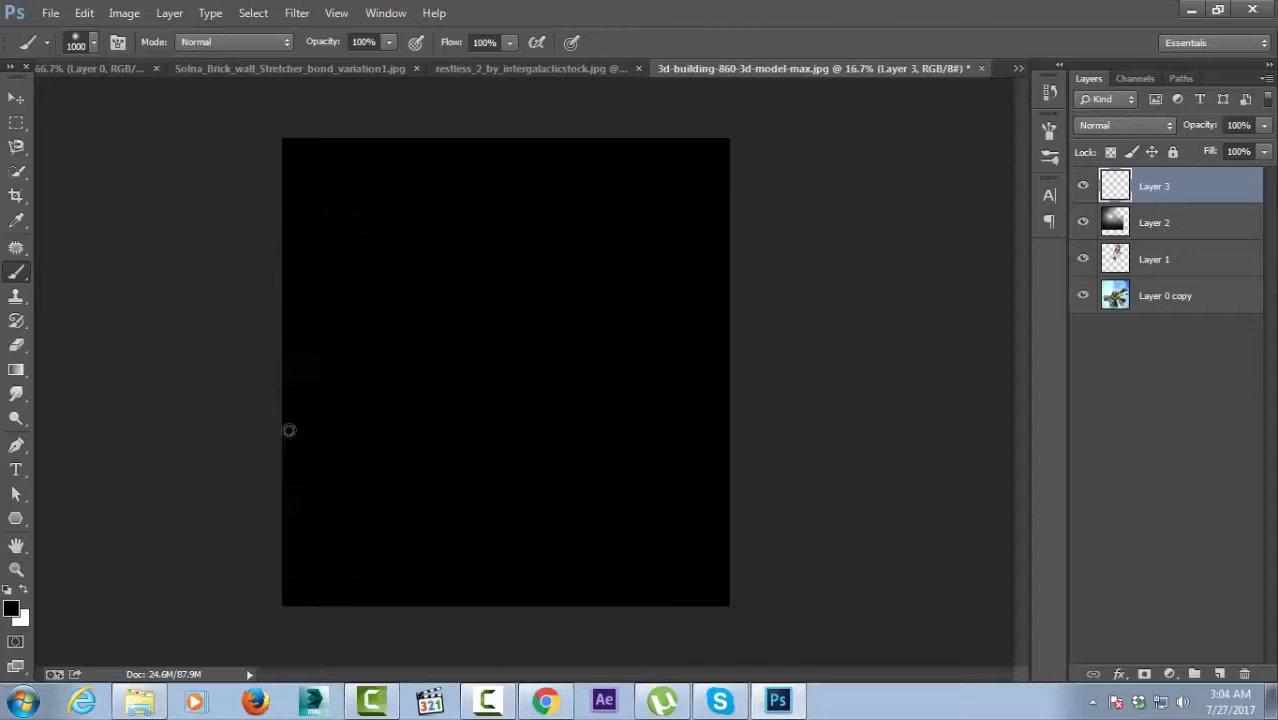 Ps File Edit Image Layer Type Select Filter View Window Help
1000 Mode: Normal Opacity: 100% Flow: 100% Essentials
66.7% (Layer 0, RGB/... × Solna_Brick_wall_Stretcher_bond_variation1.jpg × restless_2_by_intergalacticstock.jpg @ ... × 3d-building-860-3d-model-max.jpg @ 16.7% (Layer 3, RGB/8#) * ×
Layers Channels Paths
Kind
Normal Opacity: 100%
Lock: Fill: 100%
Layer 3
Layer 2
Layer 1
Layer 0 copy
Doc: 24.6M/87.9M
3:04 AM
7/27/2017
321 Ae Ps